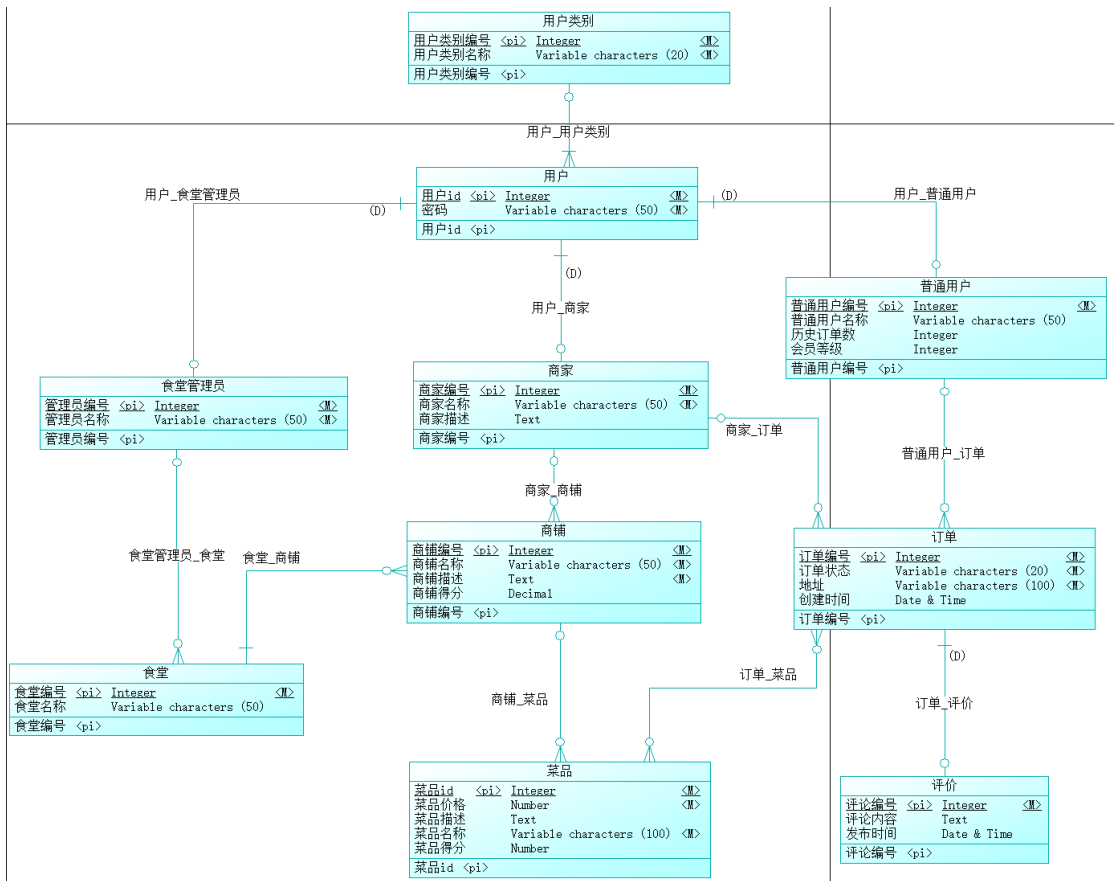 用户类别
用户类别编号 <pi> Integer <M>
用户类别名称 Variable characters (20) <M>
用户类别编号 <pi>
用户_用户类别
用户
用户id <pi> Integer <M>
密码 Variable characters (50) <M>
用户id <pi>
用户_食堂管理员
(D)
(D)
用户_普通用户
(D)
用户_商家
普通用户
普通用户编号 <pi> Integer <M>
普通用户名称 Variable characters (50)
历史订单数 Integer
会员等级 Integer
普通用户编号 <pi>
食堂管理员
管理员编号 <pi> Integer <M>
管理员名称 Variable characters (50) <M>
管理员编号 <pi>
商家
商家编号 <pi> Integer <M>
商家名称 Variable characters (50) <M>
商家描述 Text
商家编号 <pi>
商家_订单
普通用户_订单
商家_商铺
食堂管理员_食堂
食堂_商铺
商铺
商铺编号 <pi> Integer <M>
商铺名称 Variable characters (50) <M>
商铺描述 Text <M>
商铺得分 Decimal
商铺编号 <pi>
订单
订单编号 <pi> Integer <M>
订单状态 Variable characters (20) <M>
地址 Variable characters (100) <M>
创建时间 Date & Time
订单编号 <pi>
(D)
食堂
食堂编号 <pi> Integer <M>
食堂名称 Variable characters (50)
食堂编号 <pi>
商铺_菜品
订单_菜品
订单_评价
菜品
菜品id <pi> Integer <M>
菜品价格 Number <M>
菜品描述 Text
菜品名称 Variable characters (100) <M>
菜品得分 Number
菜品id <pi>
评价
评论编号 <pi> Integer <M>
评论内容 Text
发布时间 Date & Time
评论编号 <pi>